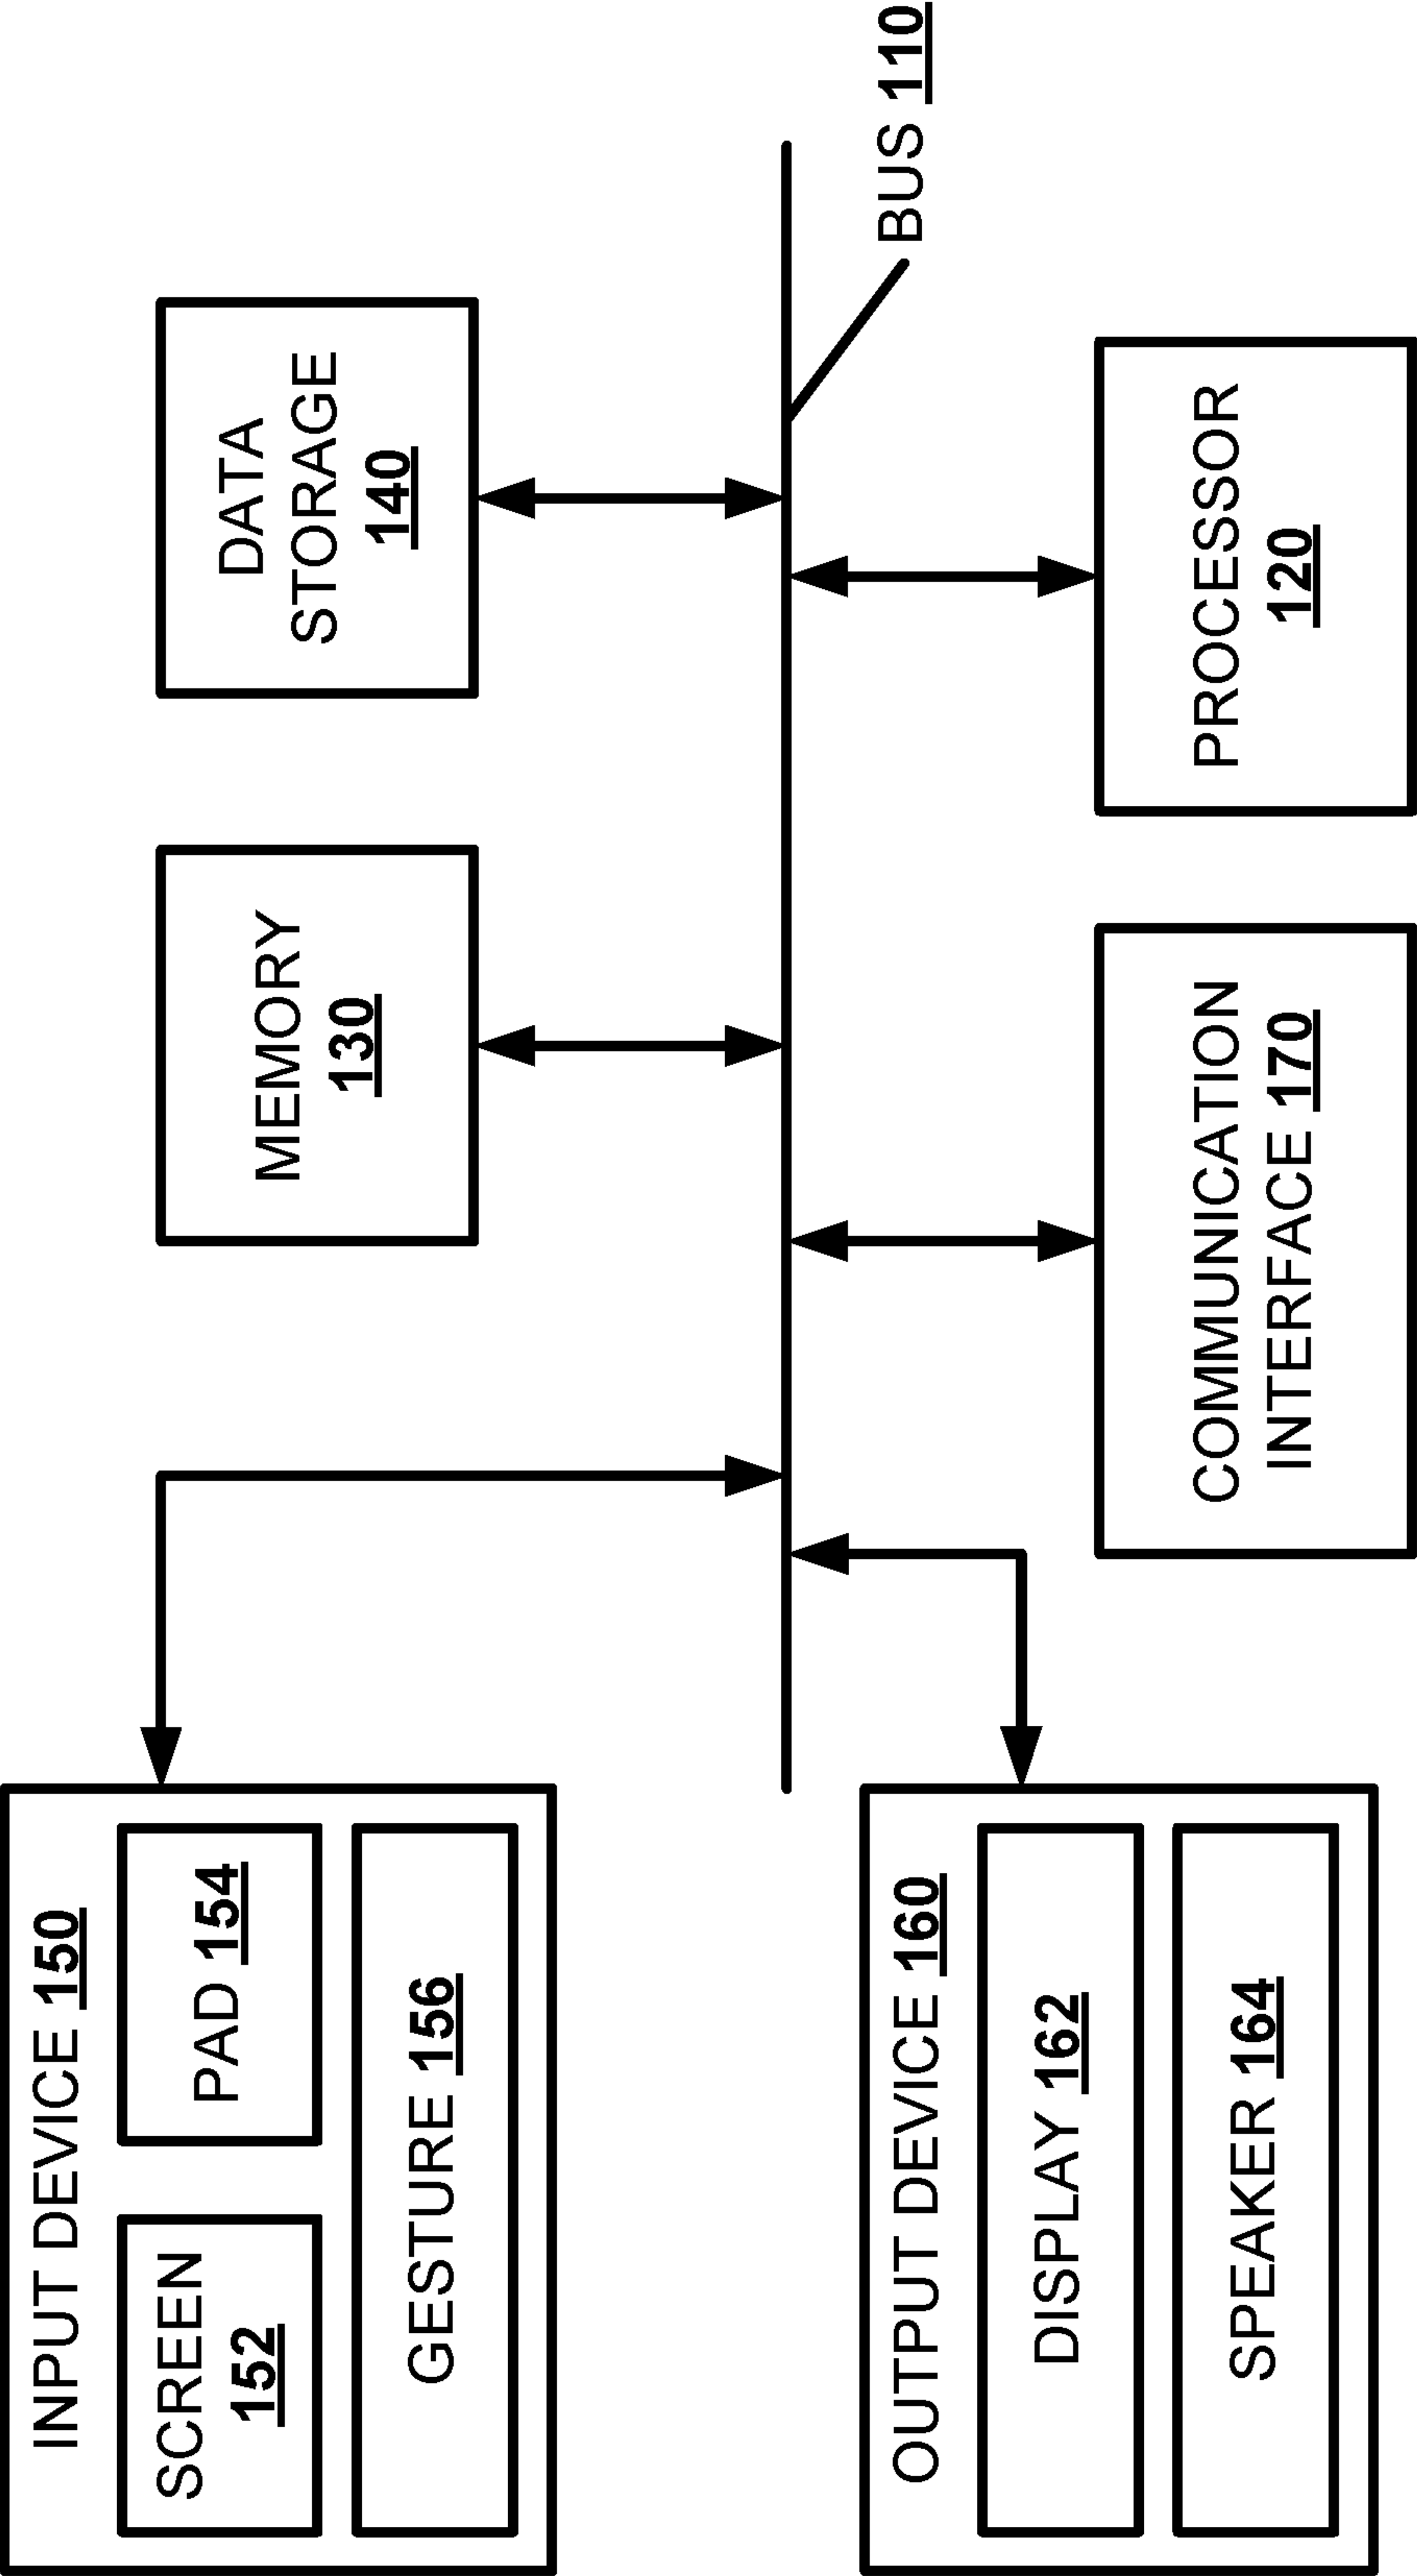 INPUT DEVICE 150
SCREEN
152
PAD 154
GESTURE 156
MEMORY
130
DATA
STORAGE
140
BUS 110
OUTPUT DEVICE 160
DISPLAY 162
SPEAKER 164
COMMUNICATION
INTERFACE 170
PROCESSOR
120